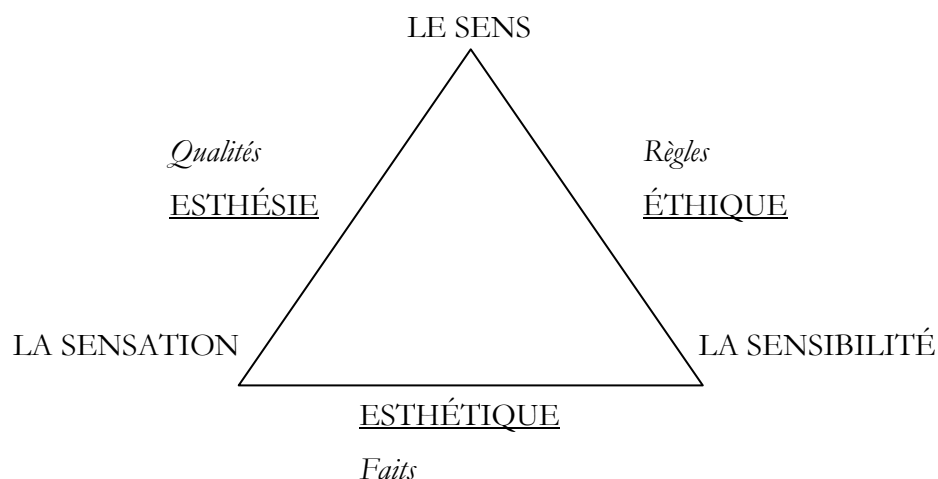 LE SENS
Qualités
Règles
ESTHÉSIE
ÉTHIQUE
LA SENSATION
LA SENSIBILITÉ
ESTHÉTIQUE
Faits